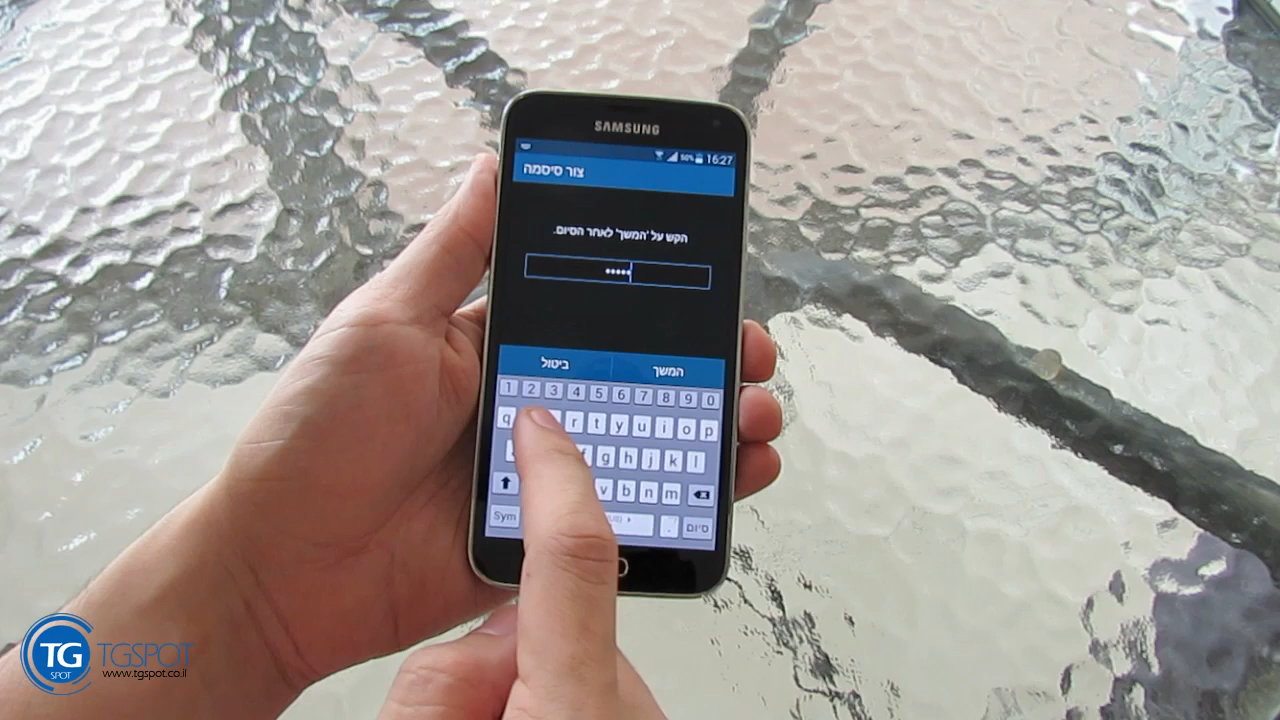 SAMSUNG
50% 16:27
צור סיסמה
הקש על 'המשך' לאחר הסיום.
•••••
ביטול המשך
1 2 3 4 5 6 7 8 9 0
q r t y u i o p
f g h j k l
v b n m
Sym . סיום
TG TGSPOT
SPOT www.tgspot.co.il